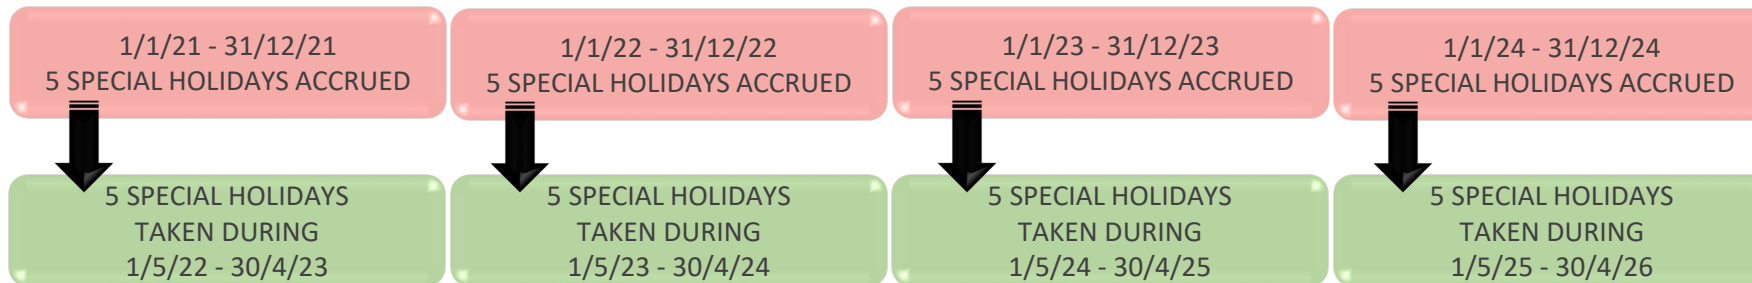 1/1/21 - 31/12/21
5 SPECIAL HOLIDAYS ACCRUED
1/1/22 - 31/12/22
5 SPECIAL HOLIDAYS ACCRUED
1/1/23 - 31/12/23
5 SPECIAL HOLIDAYS ACCRUED
1/1/24 - 31/12/24
5 SPECIAL HOLIDAYS ACCRUED
5 SPECIAL HOLIDAYS
TAKEN DURING
1/5/22 - 30/4/23
5 SPECIAL HOLIDAYS
TAKEN DURING
1/5/23 - 30/4/24
5 SPECIAL HOLIDAYS
TAKEN DURING
1/5/24 - 30/4/25
5 SPECIAL HOLIDAYS
TAKEN DURING
1/5/25 - 30/4/26